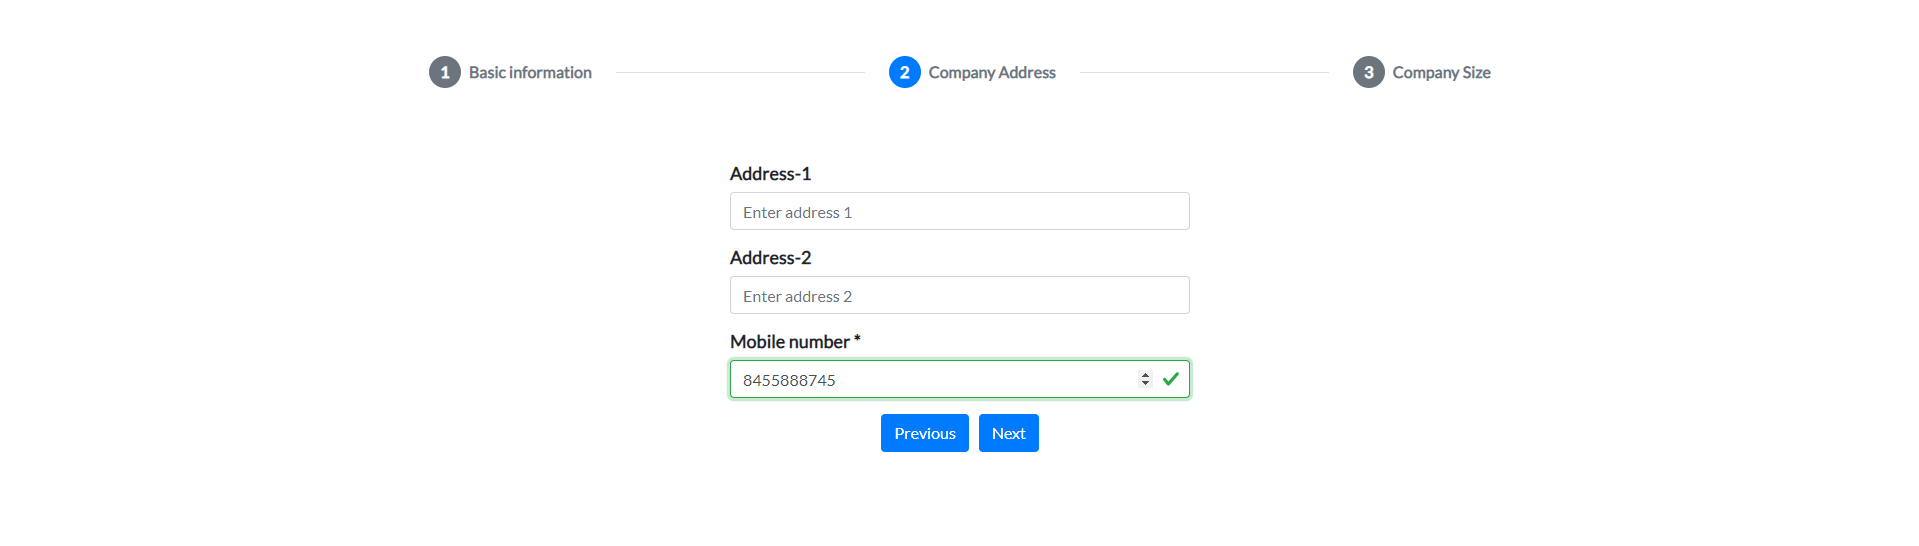 1 Basic information 2 Company Address 3 Company Size
Address-1
Enter address 1
Address-2
Enter address 2
Mobile number *
8455888745
Previous Next